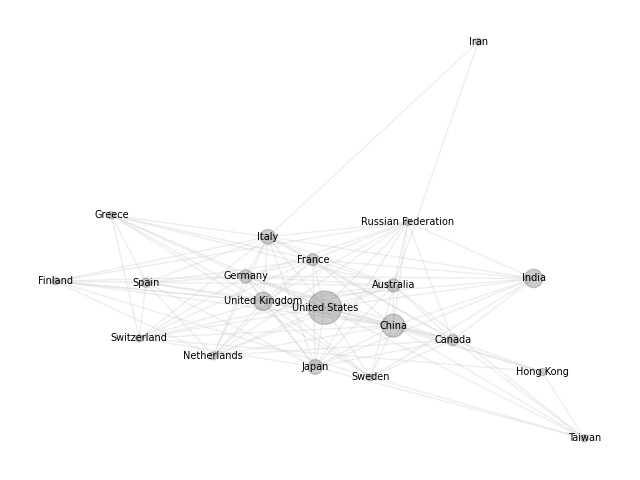 Iran
Greece
Russian Federation
Italy
France
Germany
India
Finland
Spain
Australia
United Kingdom
United States
China
Switzerland
Canada
Netherlands
Japan
Hong Kong
Sweden
Taiwan